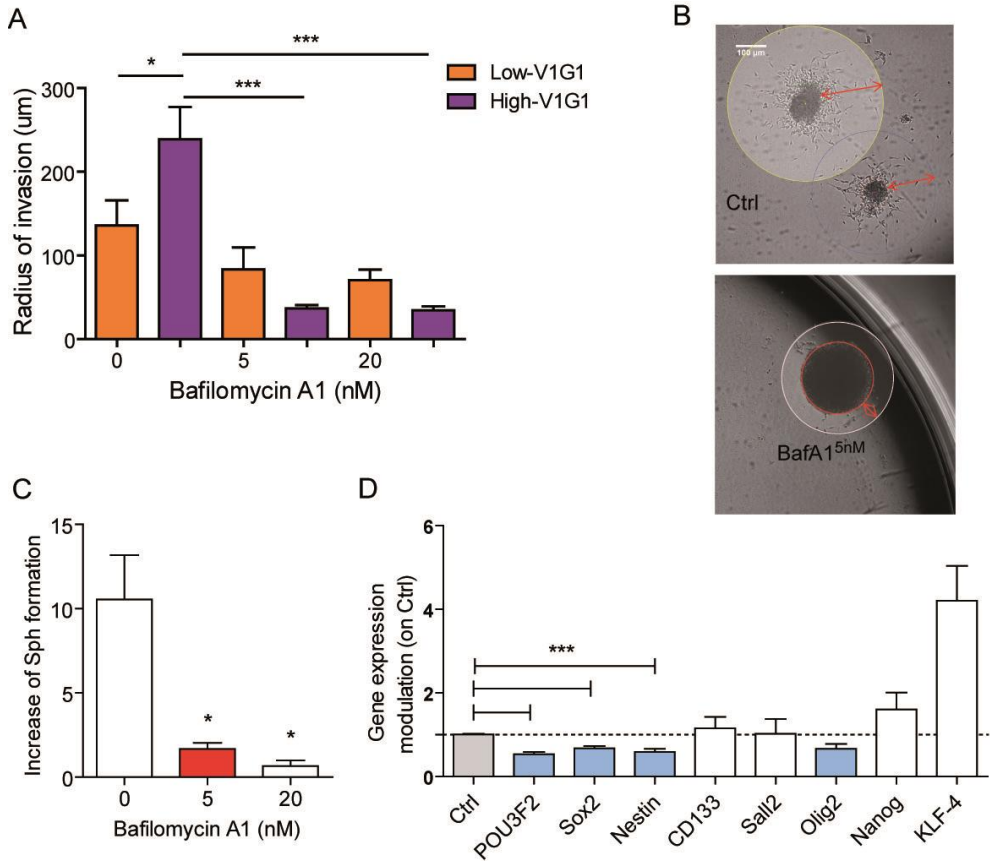 A
*
***
***
Low-V1G1
High-V1G1
Radius of invasion (um)
300
200
100
0
0
5
20
Bafilomycin A1 (nM)
B
100 µm
Ctrl
BafA1 5nM
C
Increase of Sph formation
15
10
5
0
*
*
0
5
20
Bafilomycin A1 (nM)
D
Gene expression
modulation (on Ctrl)
6
4
2
0
***
Ctrl
POU3F2
Sox2
Nestin
CD133
Sall2
Olig2
Nanog
KLF-4